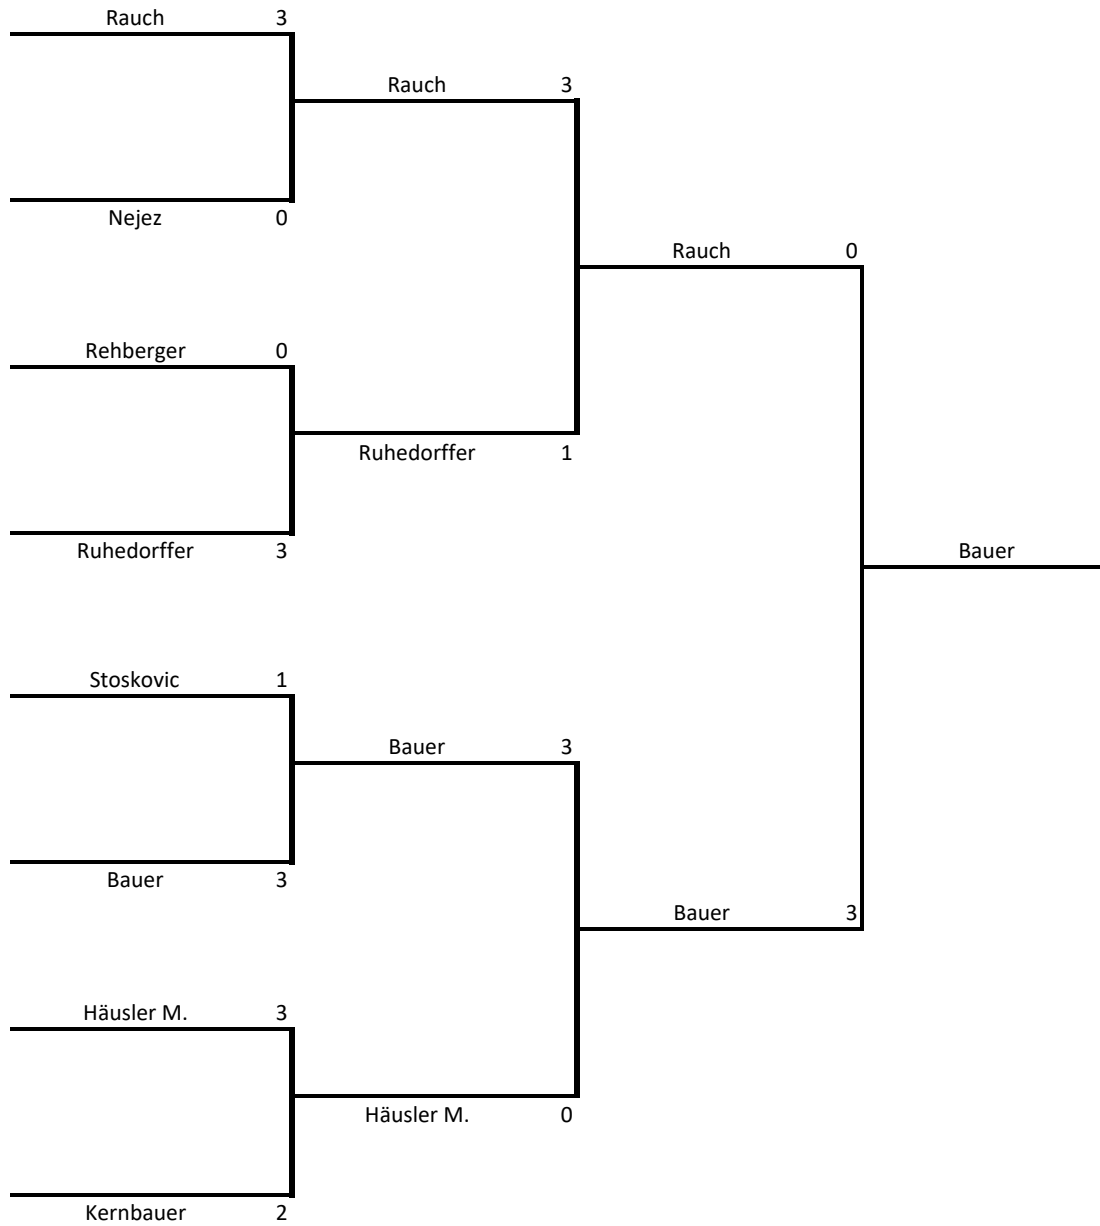 Rauch 3
Rauch 3
Nejez 0
Rauch 0
Rehberger 0
Ruhedorffer 1
Ruhedorffer 3
Bauer
Stoskovic 1
Bauer 3
Bauer 3
Bauer 3
Häusler M. 3
Häusler M. 0
Kernbauer 2